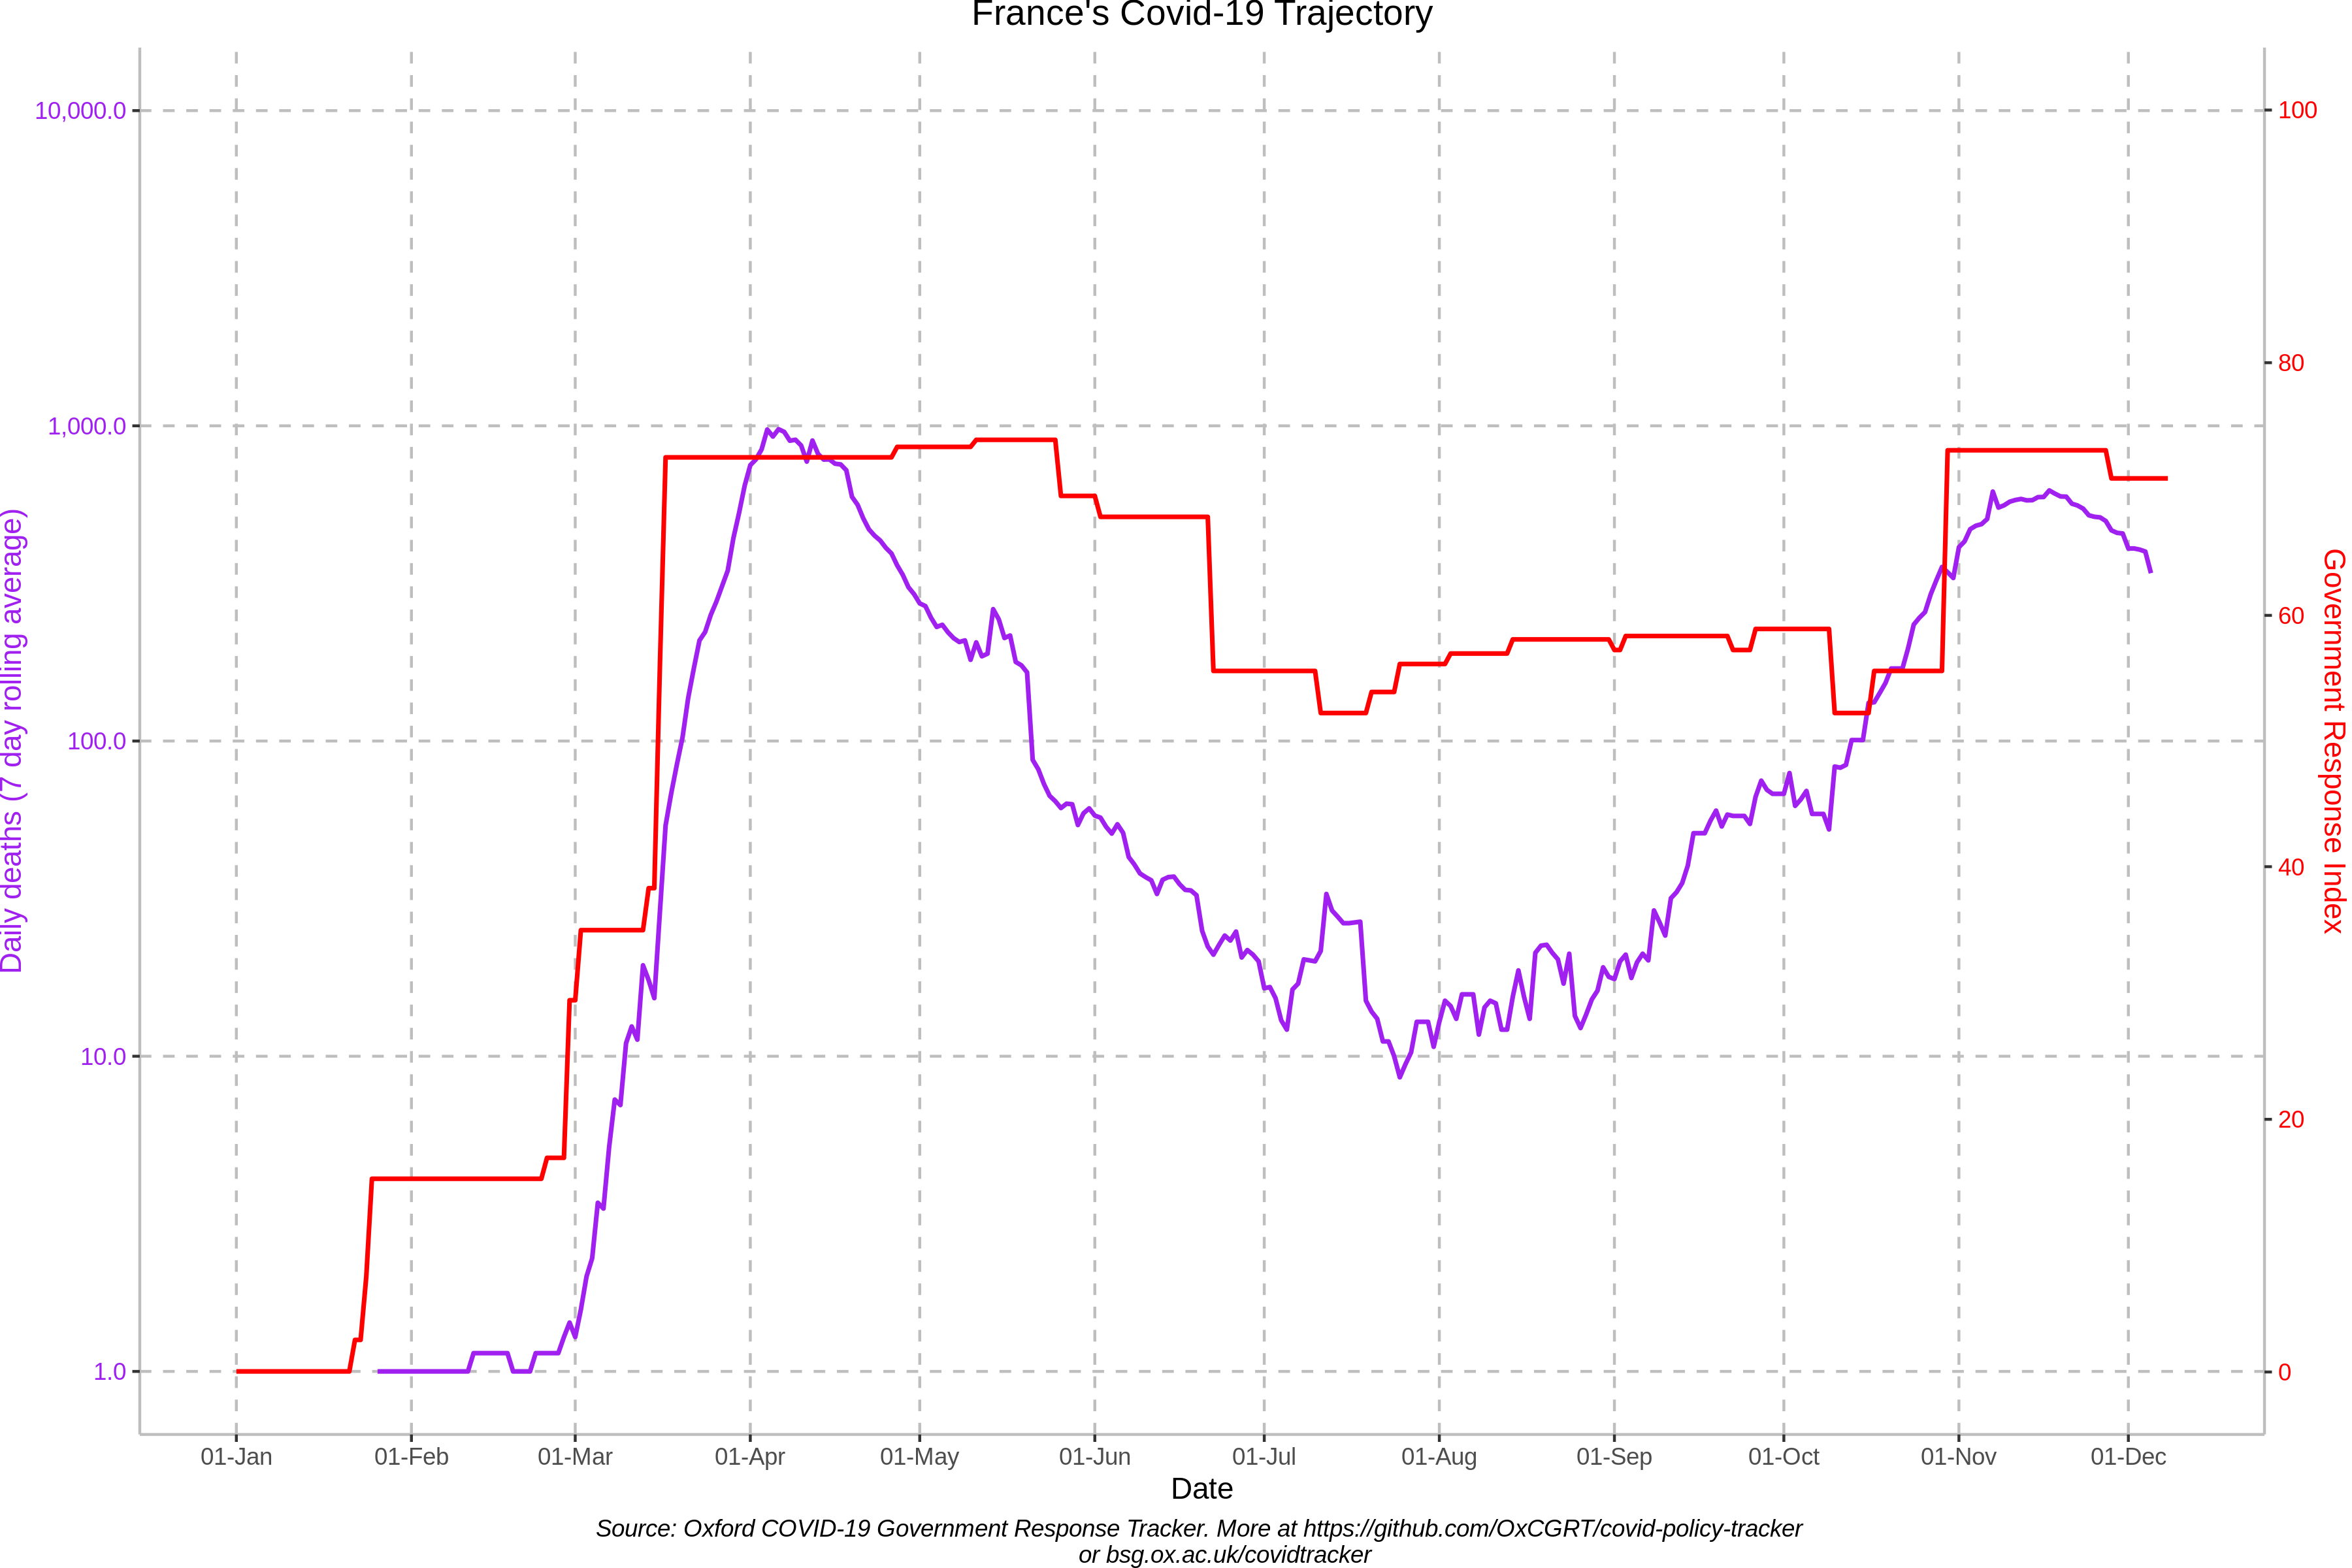 France's Covid-19 Trajectory
10,000.0
1,000.0
100.0
10.0
1.0
Daily deaths (7 day rolling average)
100
80
60
40
20
0
Government Response Index
01-Jan 01-Feb 01-Mar 01-Apr 01-May 01-Jun 01-Jul 01-Aug 01-Sep 01-Oct 01-Nov 01-Dec
Date
Source: Oxford COVID-19 Government Response Tracker. More at https://github.com/OxCGRT/covid-policy-tracker
or bsg.ox.ac.uk/covidtracker